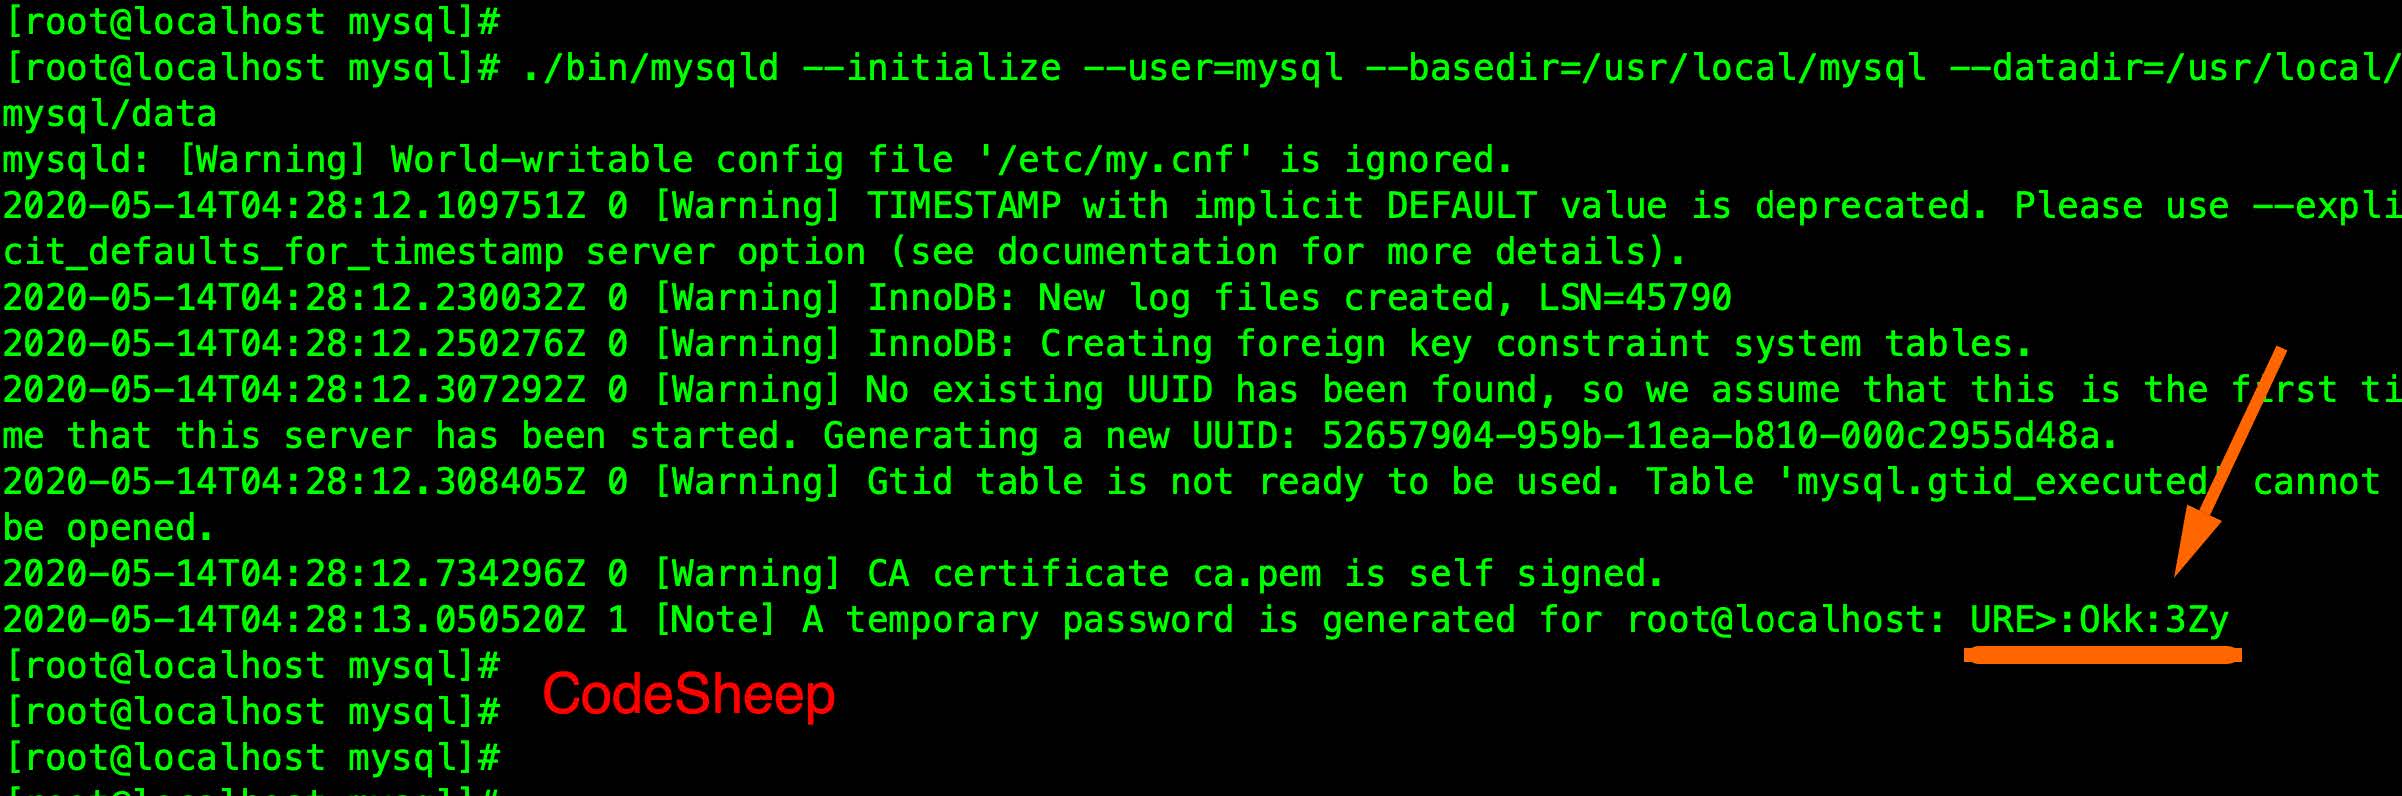 [root@localhost mysql]#
[root@localhost mysql]# ./bin/mysqld --initialize --user=mysql --basedir=/usr/local/mysql --datadir=/usr/local/
mysql/data
mysqld: [Warning] World-writable config file '/etc/my.cnf' is ignored.
2020-05-14T04:28:12.109751Z 0 [Warning] TIMESTAMP with implicit DEFAULT value is deprecated. Please use --expli
cit_defaults_for_timestamp server option (see documentation for more details).
2020-05-14T04:28:12.230032Z 0 [Warning] InnoDB: New log files created, LSN=45790
2020-05-14T04:28:12.250276Z 0 [Warning] InnoDB: Creating foreign key constraint system tables.
2020-05-14T04:28:12.307292Z 0 [Warning] No existing UUID has been found, so we assume that this is the first ti
me that this server has been started. Generating a new UUID: 52657904-959b-11ea-b810-000c2955d48a.
2020-05-14T04:28:12.308405Z 0 [Warning] Gtid table is not ready to be used. Table 'mysql.gtid_executed' cannot
be opened.
2020-05-14T04:28:12.734296Z 0 [Warning] CA certificate ca.pem is self signed.
2020-05-14T04:28:13.050520Z 1 [Note] A temporary password is generated for root@localhost: URE>:Okk:3Zy
[root@localhost mysql]#
[root@localhost mysql]#
CodeSheep
[root@localhost mysql]#
[root@localhost mysql]#